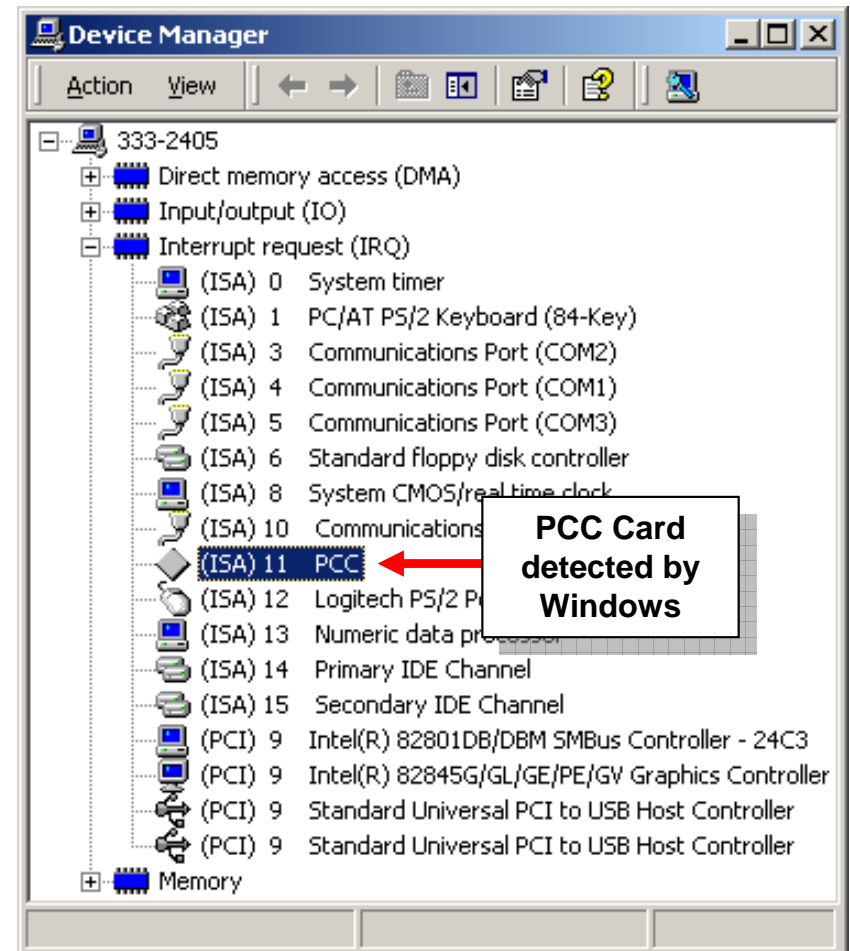 Device Manager
Action View
333-2405
Direct memory access (DMA)
Input/output (IO)
Interrupt request (IRQ)
(ISA) 0 System timer
(ISA) 1 PC/AT PS/2 Keyboard (84-Key)
(ISA) 3 Communications Port (COM2)
(ISA) 4 Communications Port (COM1)
(ISA) 5 Communications Port (COM3)
(ISA) 6 Standard floppy disk controller
(ISA) 8 System CMOS/real time clock
(ISA) 10 Communications
(ISA) 11 PCC
(ISA) 12 Logitech PS/2
(ISA) 13 Numeric data processor
(ISA) 14 Primary IDE Channel
(ISA) 15 Secondary IDE Channel
(PCI) 9 Intel(R) 82801DB/DBM SMBus Controller - 24C3
(PCI) 9 Intel(R) 82845G/GL/GE/PE/GV Graphics Controller
(PCI) 9 Standard Universal PCI to USB Host Controller
(PCI) 9 Standard Universal PCI to USB Host Controller
Memory
PCC Card
detected by
Windows